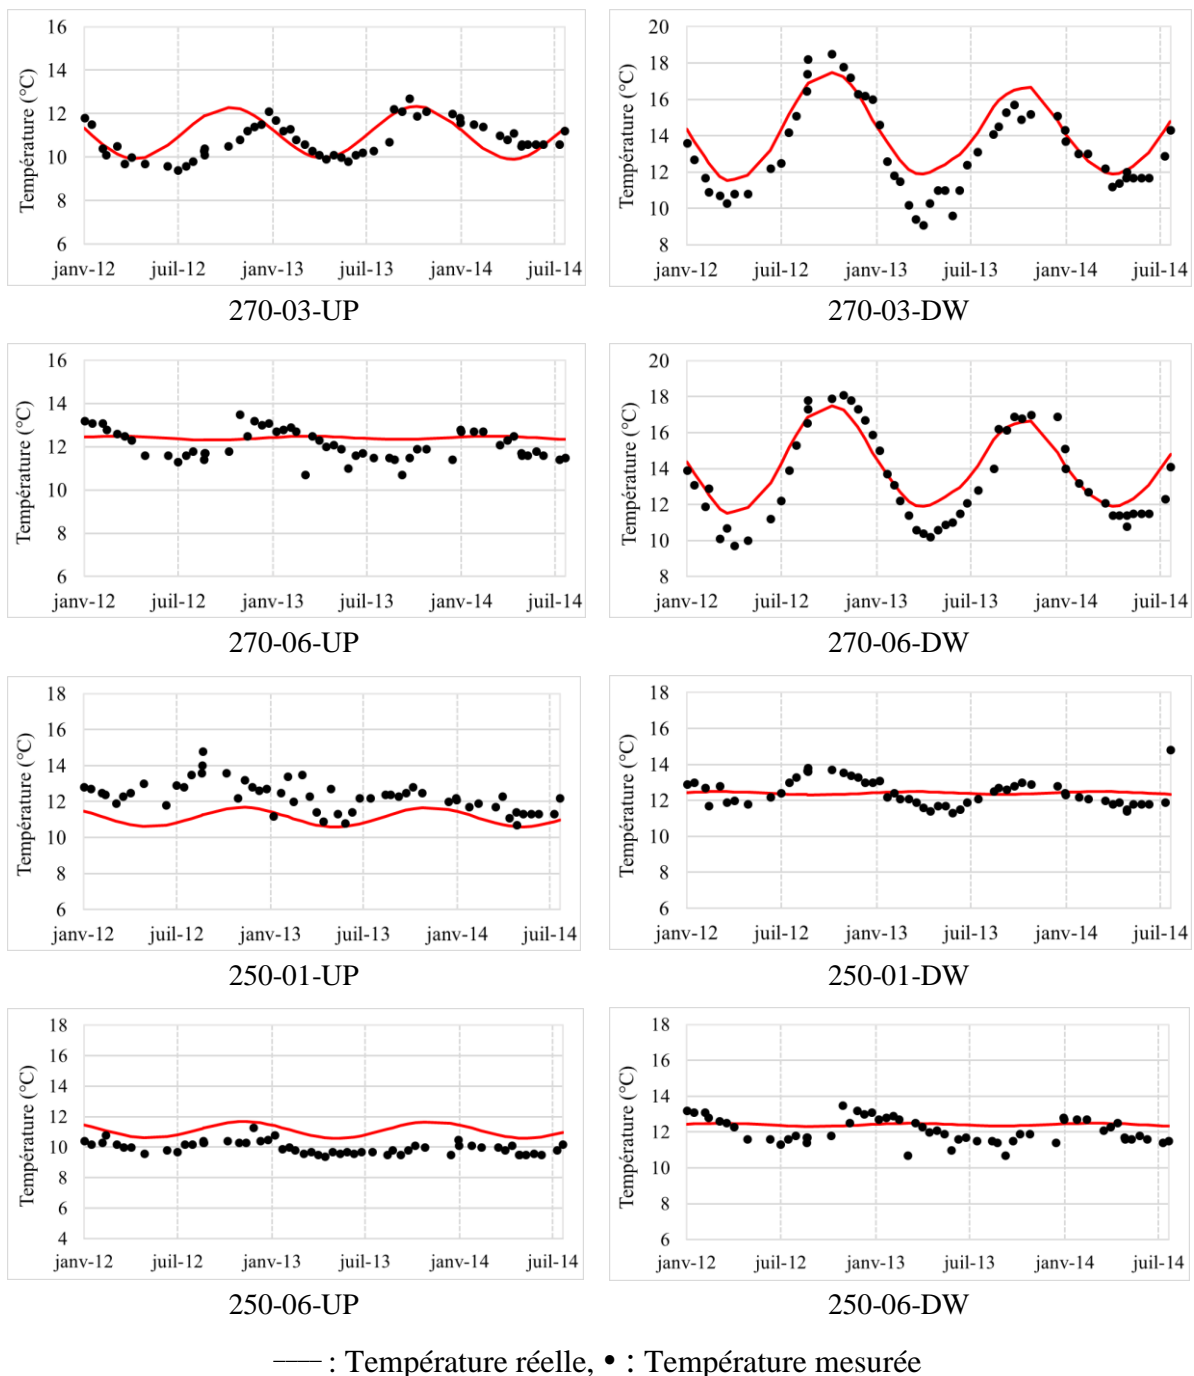 16
14
12
10
8
6
Température (°C)
janv-12 juil-12 janv-13 juil-13 janv-14 juil-14
270-03-UP
20
18
16
14
12
10
8
Température (°C)
janv-12 juil-12 janv-13 juil-13 janv-14 juil-14
270-03-DW
16
14
12
10
8
6
Température (°C)
janv-12 juil-12 janv-13 juil-13 janv-14 juil-14
270-06-UP
20
18
16
14
12
10
8
Température (°C)
janv-12 juil-12 janv-13 juil-13 janv-14 juil-14
270-06-DW
18
16
14
12
10
8
6
Température (°C)
janv-12 juil-12 janv-13 juil-13 janv-14 juil-14
250-01-UP
18
16
14
12
10
8
6
Température (°C)
janv-12 juil-12 janv-13 juil-13 janv-14 juil-14
250-01-DW
18
16
14
12
10
8
6
4
Température (°C)
janv-12 juil-12 janv-13 juil-13 janv-14 juil-14
250-06-UP
18
16
14
12
10
8
6
Température (°C)
janv-12 juil-12 janv-13 juil-13 janv-14 juil-14
250-06-DW
—— : Température réelle, • : Température mesurée